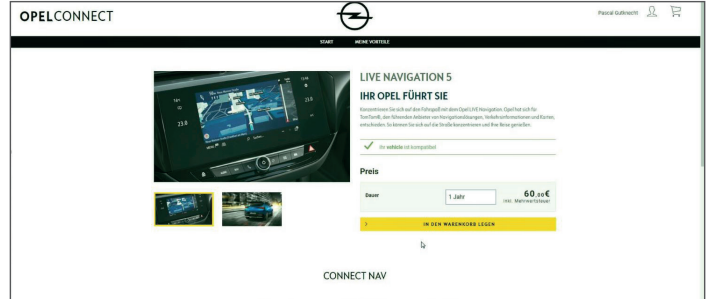 OPELCONNECT
Pascal Gutknecht
START MEINE VORTEILE
LIVE NAVIGATION 5
IHR OPEL FÜHRT SIE
Konzentrieren Sie sich auf den Fahrspaß mit dem Opel LIVE Navigation. Opel hat sich für
TomTom®, den führenden Anbieter von Navigationslösungen, Verkehrsinformationen und Karten,
entschieden. So können Sie sich auf die Straße konzentrieren und Ihre Reise genießen.
Ihr vehicle ist kompatibel
Preis
Dauer
1 Jahr
60,00€
inkl. Mehrwertsteuer
IN DEN WARENKORB LEGEN
CONNECT NAV